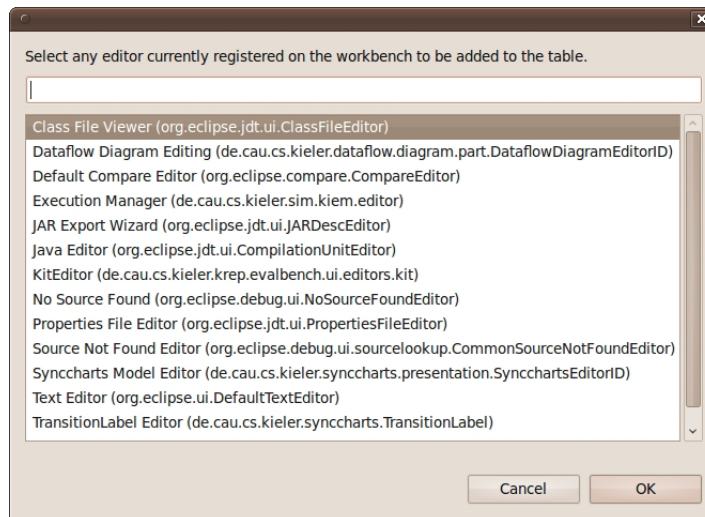 Select any editor currently registered on the workbench to be added to the table.
Class File Viewer (org.eclipse.jdt.ui.ClassFileEditor)
Dataflow Diagram Editing (de.cau.cs.kieler.dataflow.diagram.part.DataflowDiagramEditorID)
Default Compare Editor (org.eclipse.compare.CompareEditor)
Execution Manager (de.cau.cs.kieler.sim.kiem.editor)
JAR Export Wizard (org.eclipse.jdt.ui.JARDescEditor)
Java Editor (org.eclipse.jdt.ui.CompilationUnitEditor)
KitEditor (de.cau.cs.kieler.krep.evalbench.ui.editors.kit)
No Source Found (org.eclipse.debug.ui.NoSourceFoundEditor)
Properties File Editor (org.eclipse.jdt.ui.PropertiesFileEditor)
Source Not Found Editor (org.eclipse.debug.ui.sourcelookup.CommonSourceNotFoundEditor)
Synccharts Model Editor (de.cau.cs.kieler.synccharts.presentation.SyncchartsEditorID)
Text Editor (org.eclipse.ui.DefaultTextEditor)
TransitionLabel Editor (de.cau.cs.kieler.synccharts.TransitionLabel)
Cancel OK